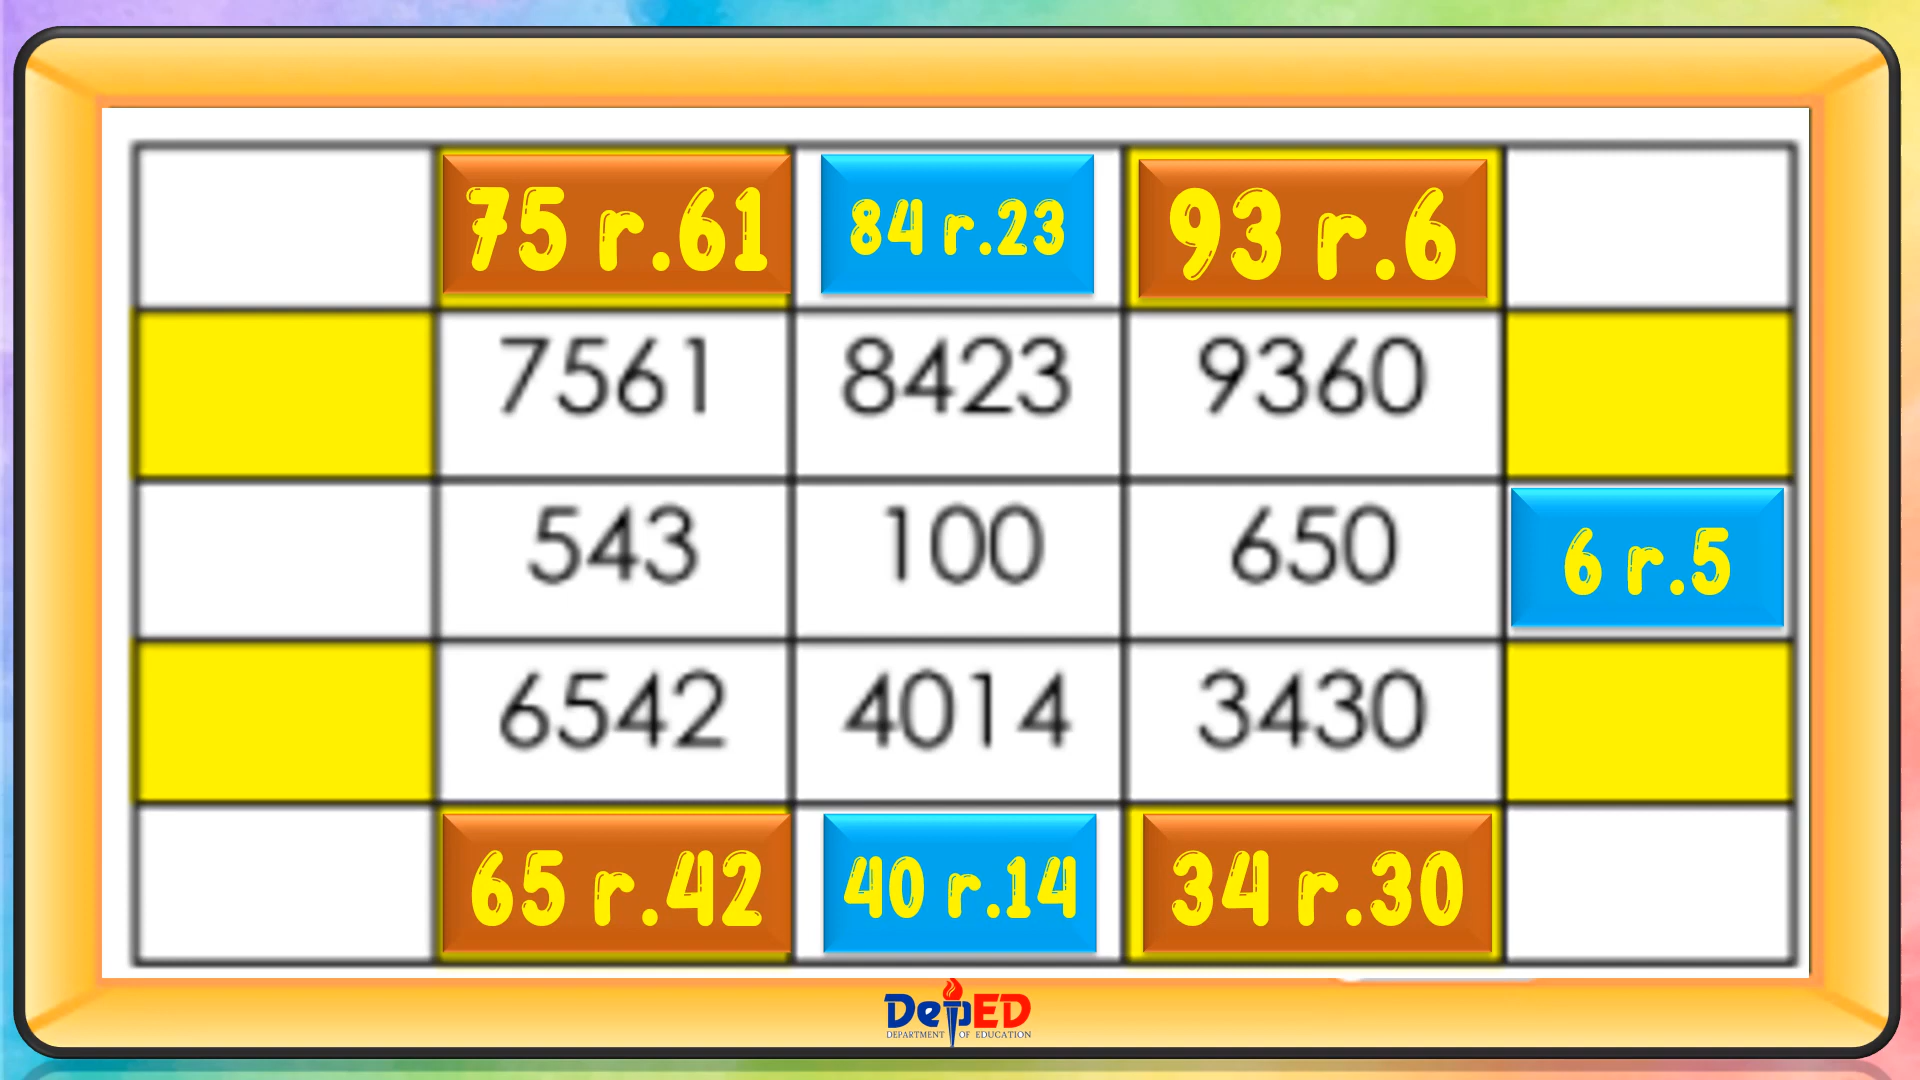 75 r.61 84 r.23 93 r.6
7561 8423 9360
543 100 650 6 r.5
6542 4014 3430
65 r.42 40 r.14 34 r.30
DepED
DEPARTMENT OF EDUCATION